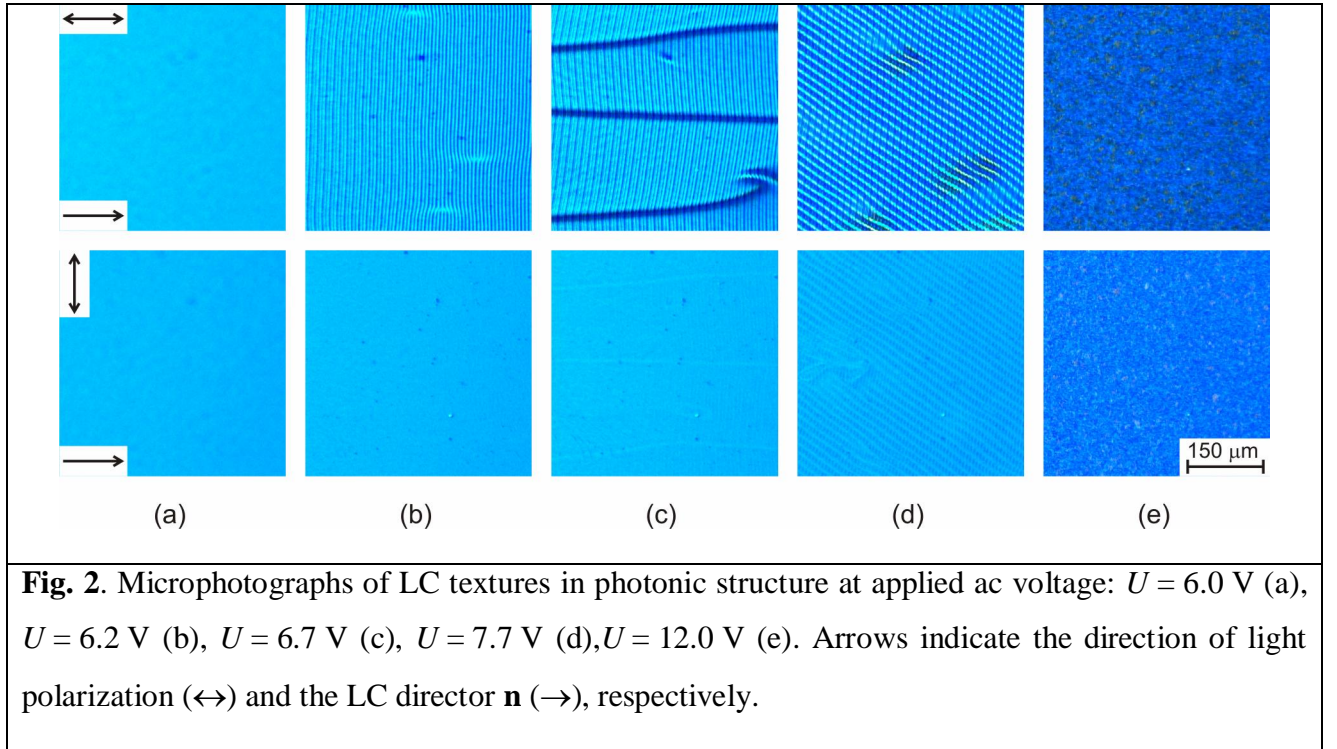 150 μm
(a) (b) (c) (d) (e)
Fig. 2. Microphotographs of LC textures in photonic structure at applied ac voltage: U = 6.0 V (a),
U = 6.2 V (b), U = 6.7 V (c), U = 7.7 V (d),U = 12.0 V (e). Arrows indicate the direction of light
polarization (↔) and the LC director n (→), respectively.